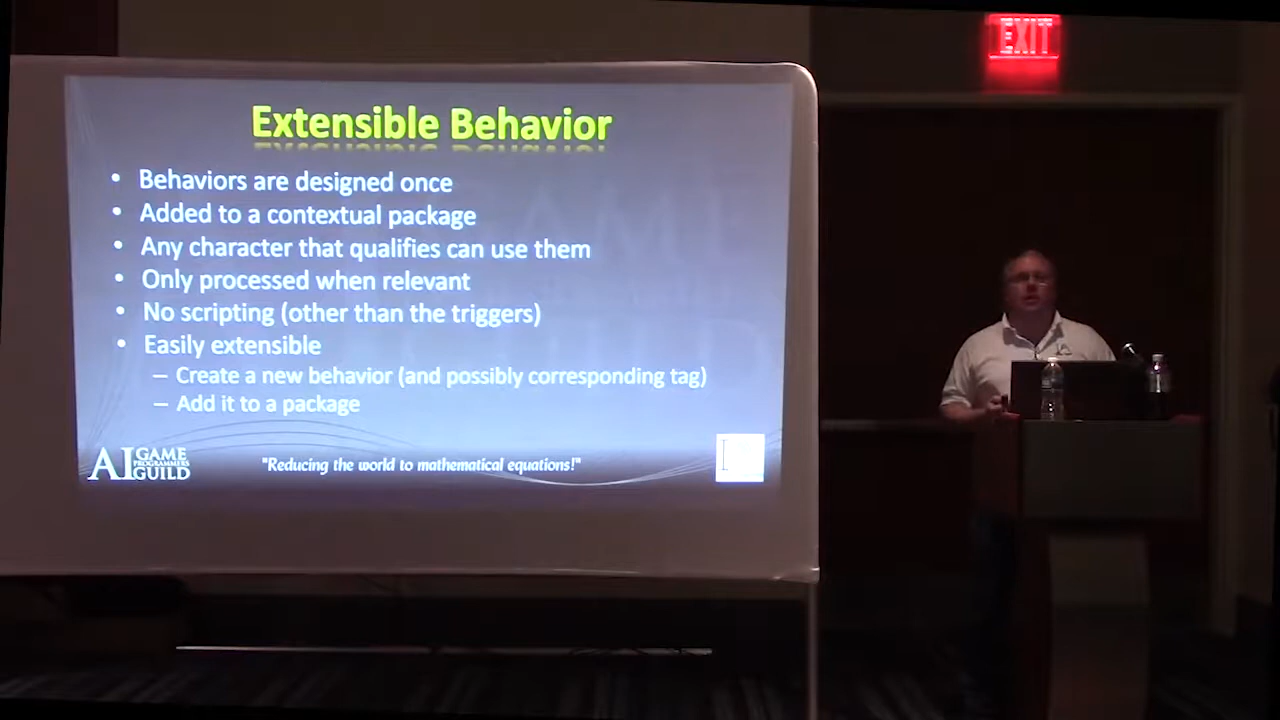 EXIT
Extensible Behavior
• Behaviors are designed once
• Added to a contextual package
• Any character that qualifies can use them
• Only processed when relevant
• No scripting (other than the triggers)
• Easily extensible
– Create a new behavior (and possibly corresponding tag)
– Add it to a package
AI GAME
PROGRAMMERS
GUILD
"Reducing the world to mathematical equations!"